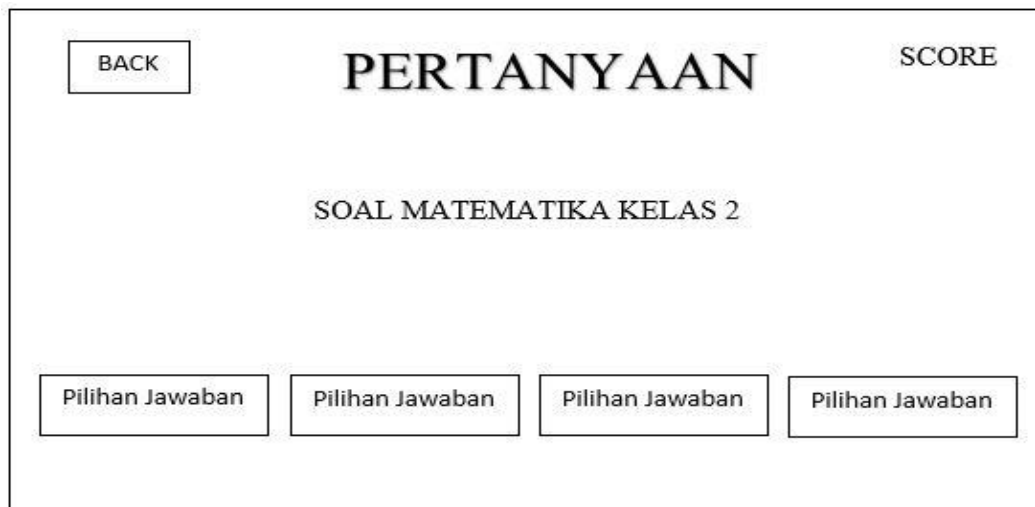 BACK
PERTANYAAN
SCORE
SOAL MATEMATIKA KELAS 2
Pilihan Jawaban
Pilihan Jawaban
Pilihan Jawaban
Pilihan Jawaban